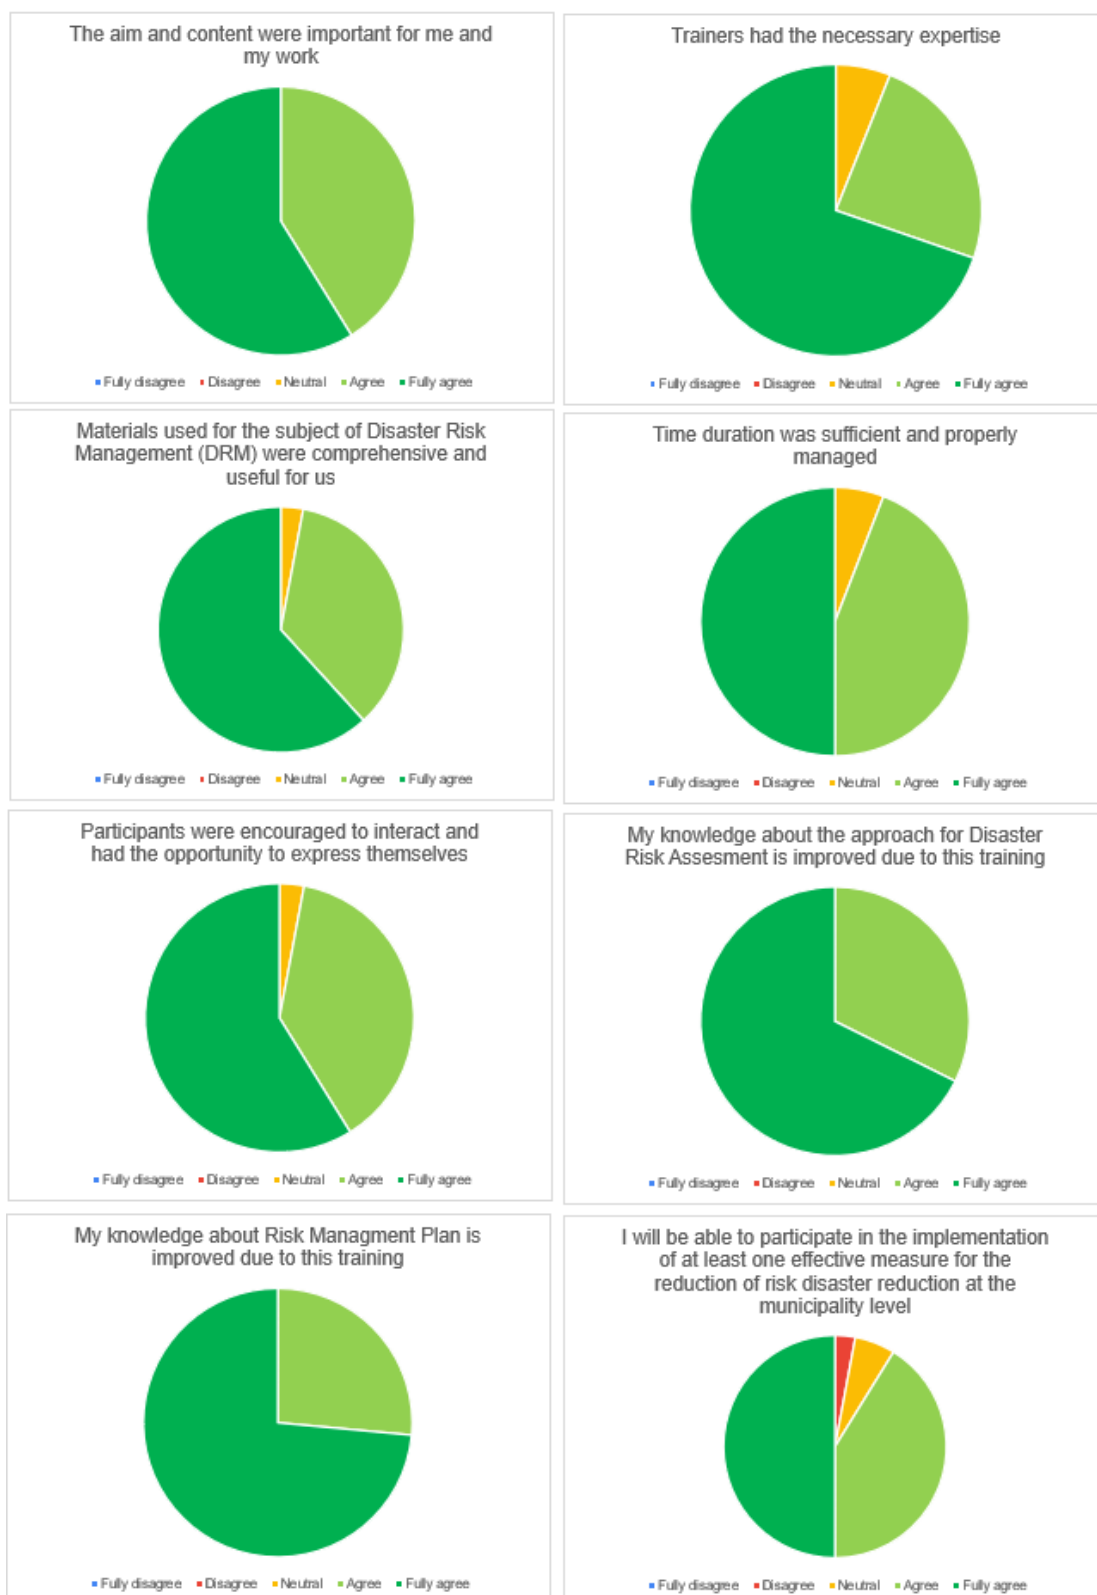 The aim and content were important for me and
my work
Fully disagree Disagree Neutral Agree Fully agree
Trainers had the necessary expertise
Fully disagree Disagree Neutral Agree Fully agree
Materials used for the subject of Disaster Risk
Management (DRM) were comprehensive and
useful for us
Fully disagree Disagree Neutral Agree Fully agree
Time duration was sufficient and properly
managed
Fully disagree Disagree Neutral Agree Fully agree
Participants were encouraged to interact and
had the opportunity to express themselves
Fully disagree Disagree Neutral Agree Fully agree
My knowledge about the approach for Disaster
Risk Assesment is improved due to this training
Fully disagree Disagree Neutral Agree Fully agree
My knowledge about Risk Managment Plan is
improved due to this training
Fully disagree Disagree Neutral Agree Fully agree
I will be able to participate in the implementation
of at least one effective measure for the
reduction of risk disaster reduction at the
municipality level
Fully disagree Disagree Neutral Agree Fully agree